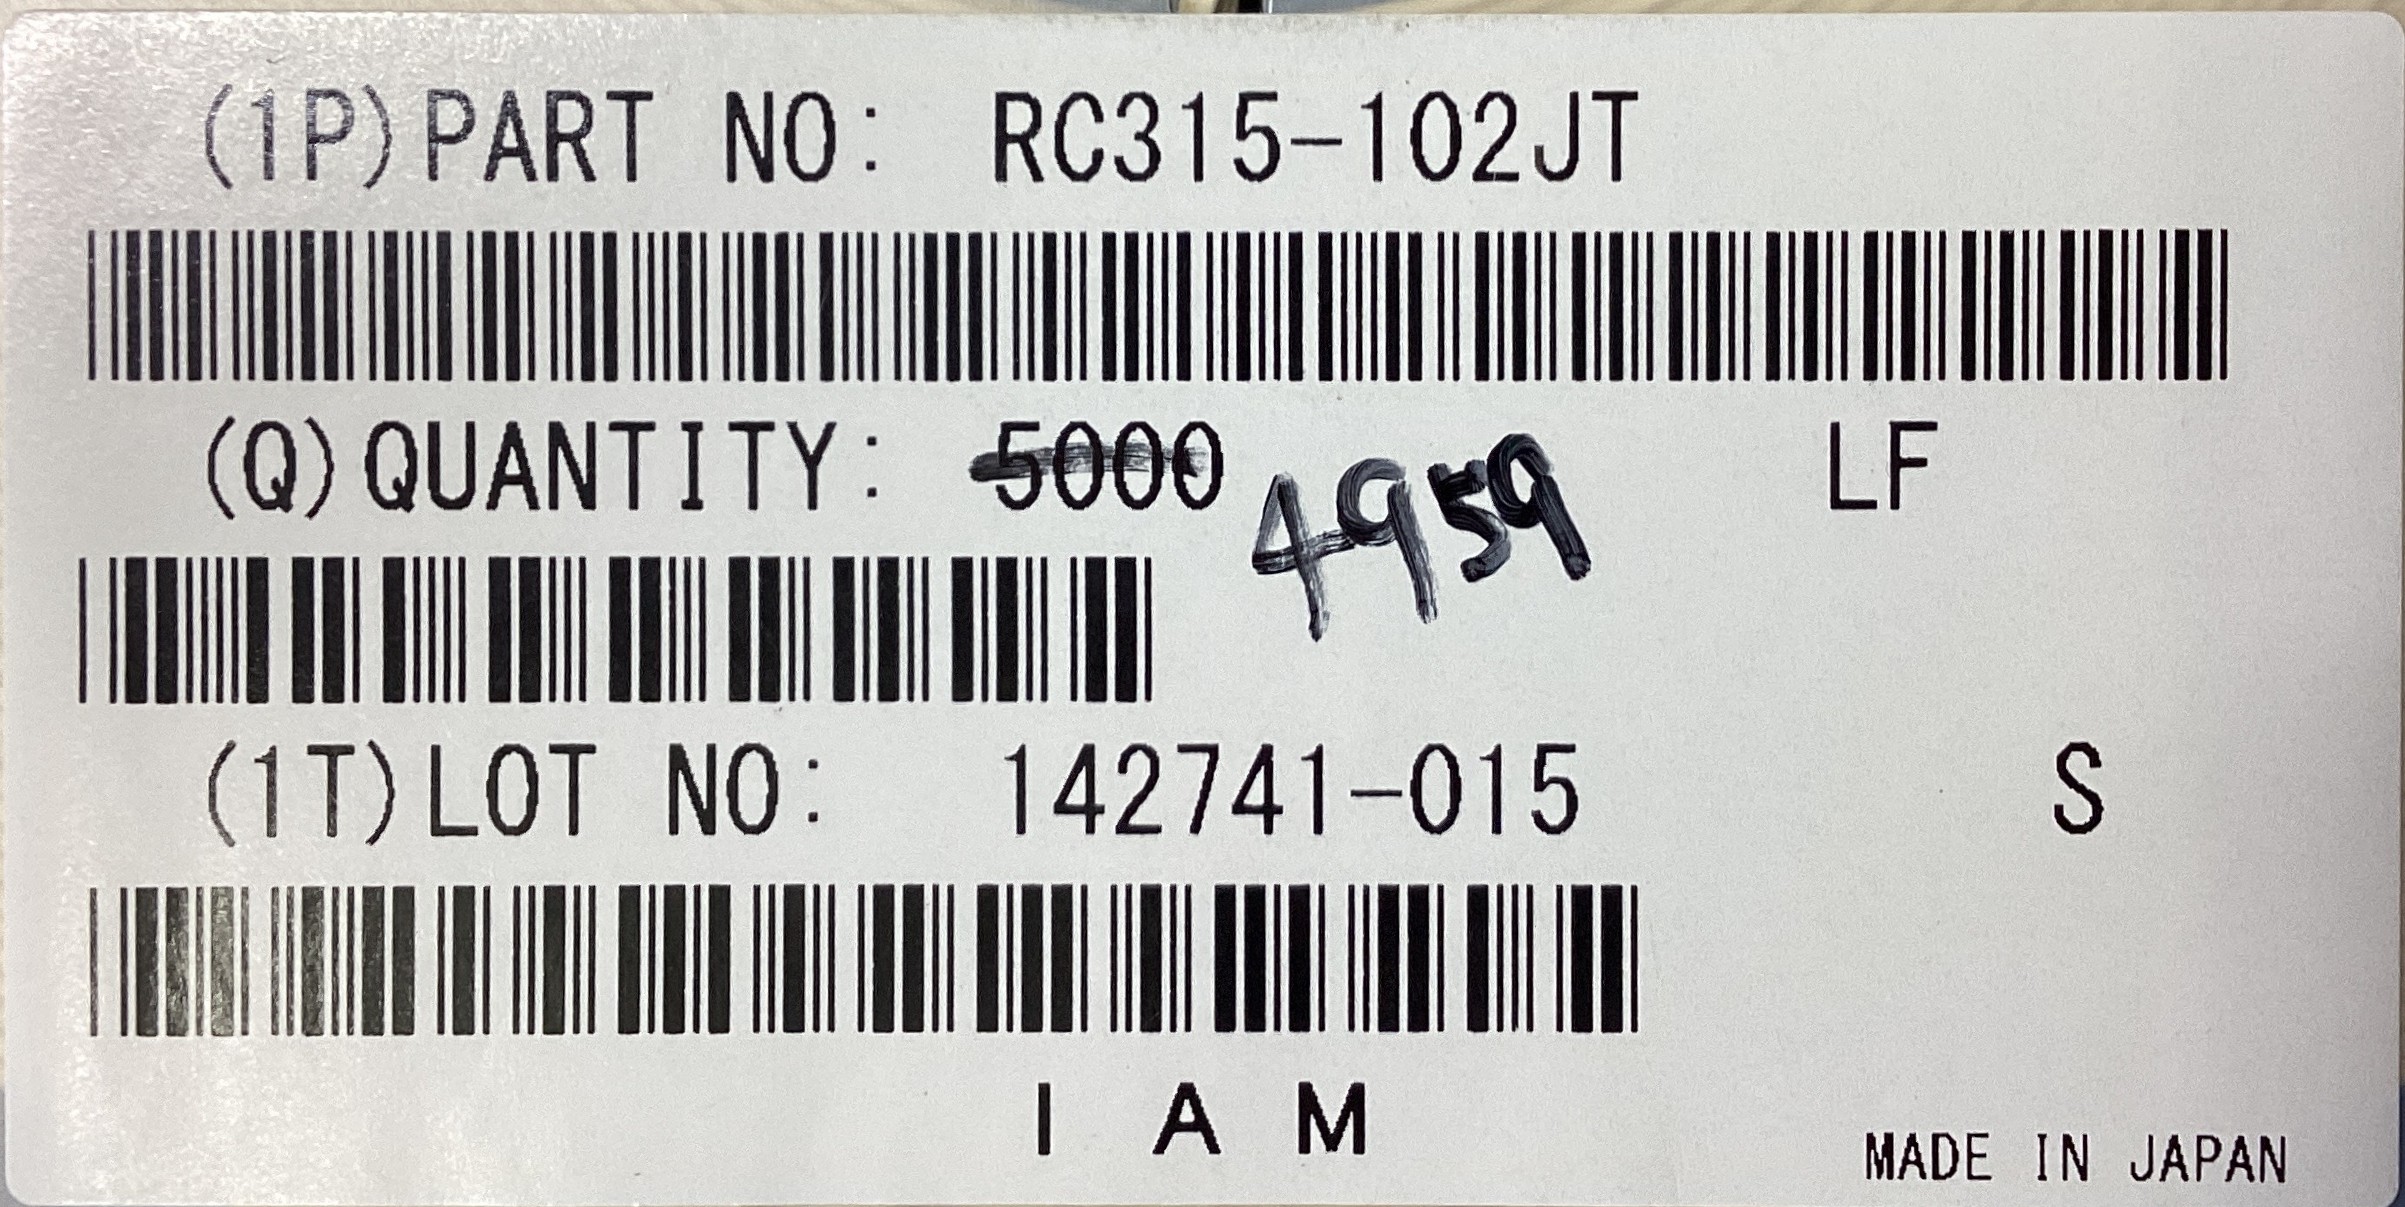 (1P)PART NO: RC315-102JT
(Q)QUANTITY: 5000 4959 LF
(1T)LOT NO: 142741-015 S
I A M
MADE IN JAPAN